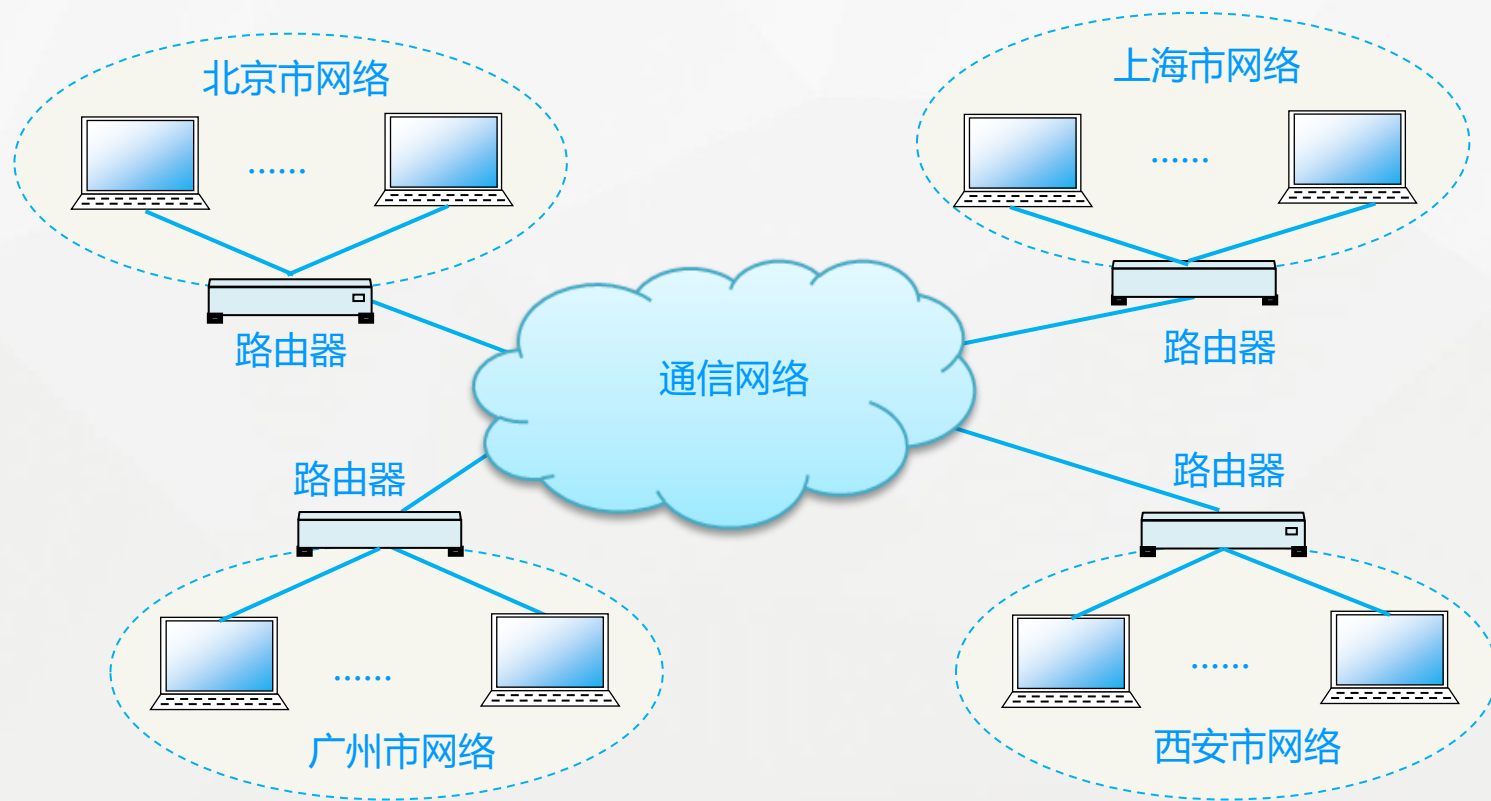 北京市网络
上海市网络
......
......
路由器
路由器
通信网络
路由器
路由器
......
......
广州市网络
西安市网络